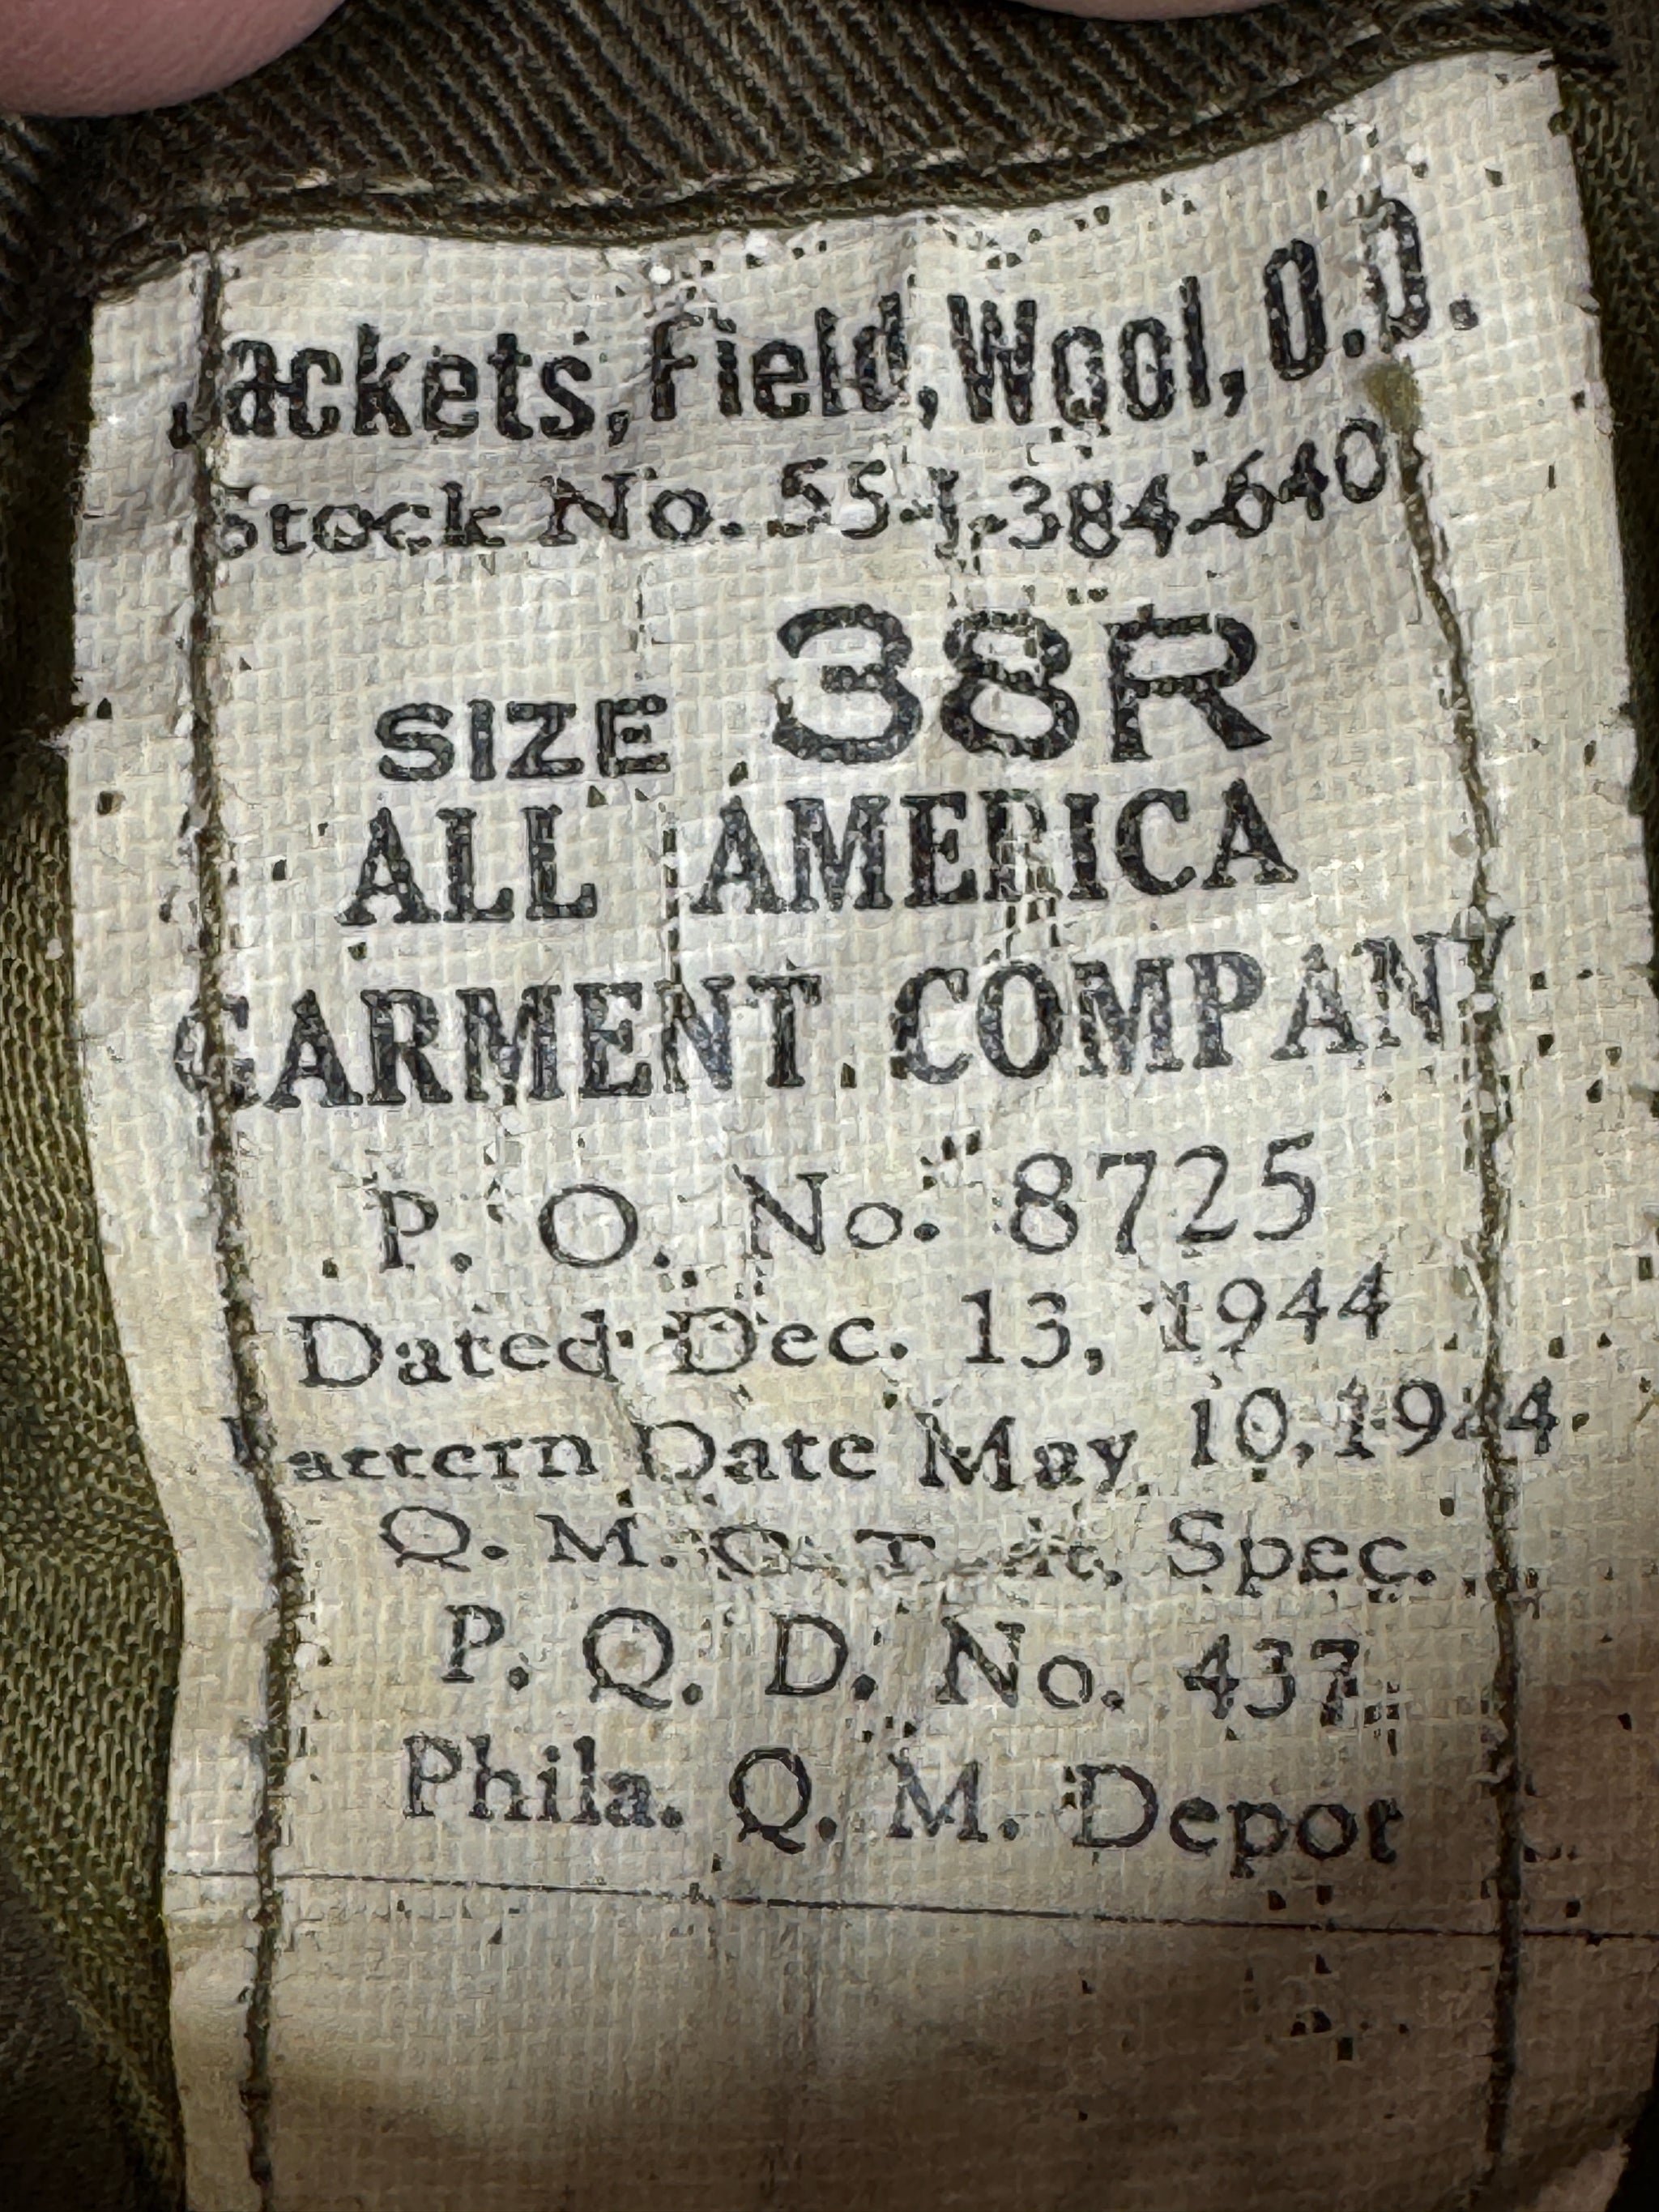 Jackets, Field, Wool, O.D.
Stock No. 55-J-384-640
SIZE 38R
ALL AMERICA
GARMENT COMPANY
P. O. No. 8725
Dated Dec. 13, 1944
Pattern Date May 10, 1944
Q. M. C. Spec.
P. Q. D. No. 437
Phila. Q. M. Depot